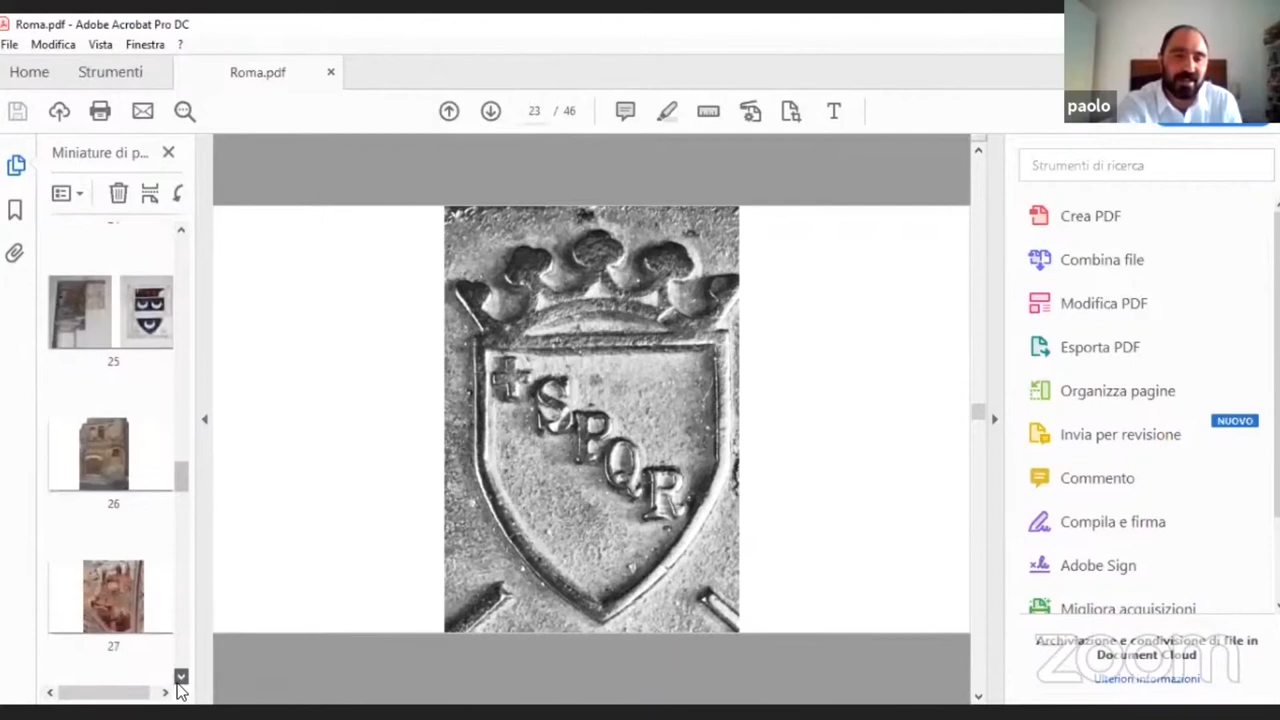 Roma.pdf - Adobe Acrobat Pro DC
File Modifica Vista Finestra ?
Home Strumenti Roma.pdf ×
23 / 46
paolo
Miniature di p... ×
25
26
27
+SPQR
Strumenti di ricerca
Crea PDF
Combina file
Modifica PDF
Esporta PDF
Organizza pagine
NUOVO
Invia per revisione
Commento
Compila e firma
Adobe Sign
Migliora acquisizioni
Archiviazione e condivisione di file in
Document Cloud
Ulteriori informazioni
zoom